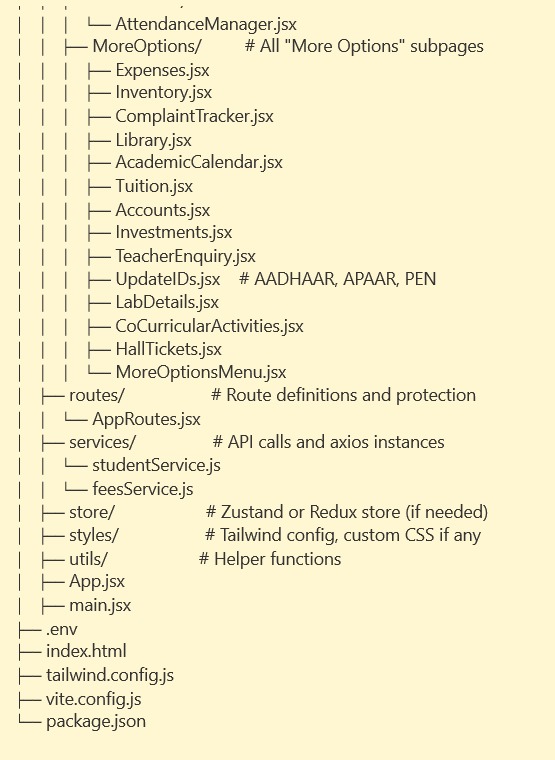 │   │   │   └── AttendanceManager.jsx
│   │   ├── MoreOptions/         # All "More Options" subpages
│   │   │   ├── Expenses.jsx
│   │   │   ├── Inventory.jsx
│   │   │   ├── ComplaintTracker.jsx
│   │   │   ├── Library.jsx
│   │   │   ├── AcademicCalendar.jsx
│   │   │   ├── Tuition.jsx
│   │   │   ├── Accounts.jsx
│   │   │   ├── Investments.jsx
│   │   │   ├── TeacherEnquiry.jsx
│   │   │   ├── UpdateIDs.jsx    # AADHAAR, APAAR, PEN
│   │   │   ├── LabDetails.jsx
│   │   │   ├── CoCurricularActivities.jsx
│   │   │   ├── HallTickets.jsx
│   │   │   └── MoreOptionsMenu.jsx
│   ├── routes/                  # Route definitions and protection
│   │   └── AppRoutes.jsx
│   ├── services/                # API calls and axios instances
│   │   └── studentService.js
│   │   └── feesService.js
│   ├── store/                   # Zustand or Redux store (if needed)
│   ├── styles/                  # Tailwind config, custom CSS if any
│   ├── utils/                   # Helper functions
│   ├── App.jsx
│   ├── main.jsx
├── .env
├── index.html
├── tailwind.config.js
├── vite.config.js
└── package.json